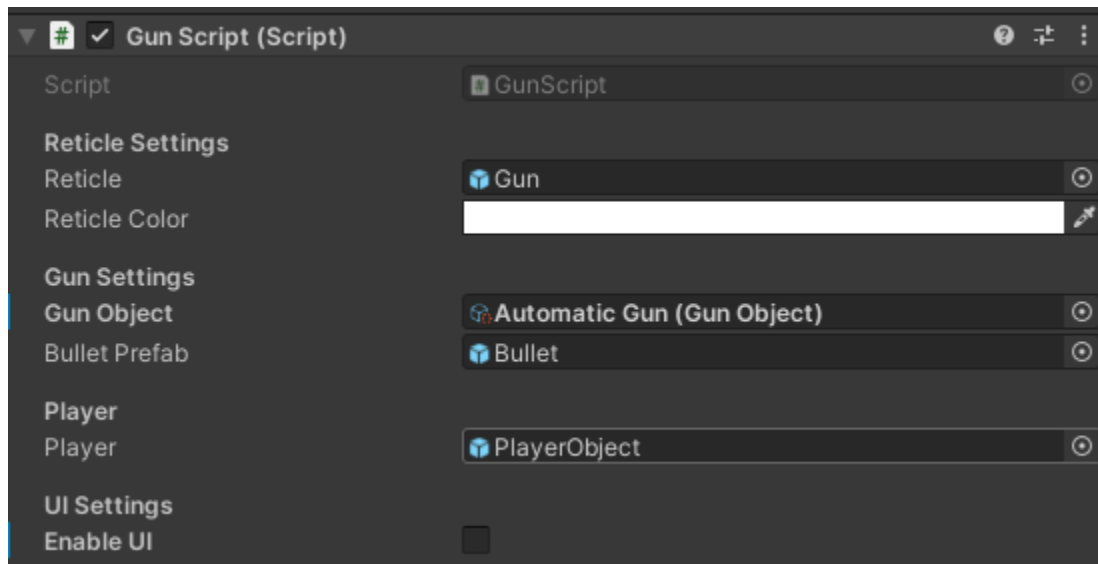 Gun Script (Script)
Script GunScript
Reticle Settings
Reticle Gun
Reticle Color
Gun Settings
Gun Object Automatic Gun (Gun Object)
Bullet Prefab Bullet
Player
Player PlayerObject
UI Settings
Enable UI